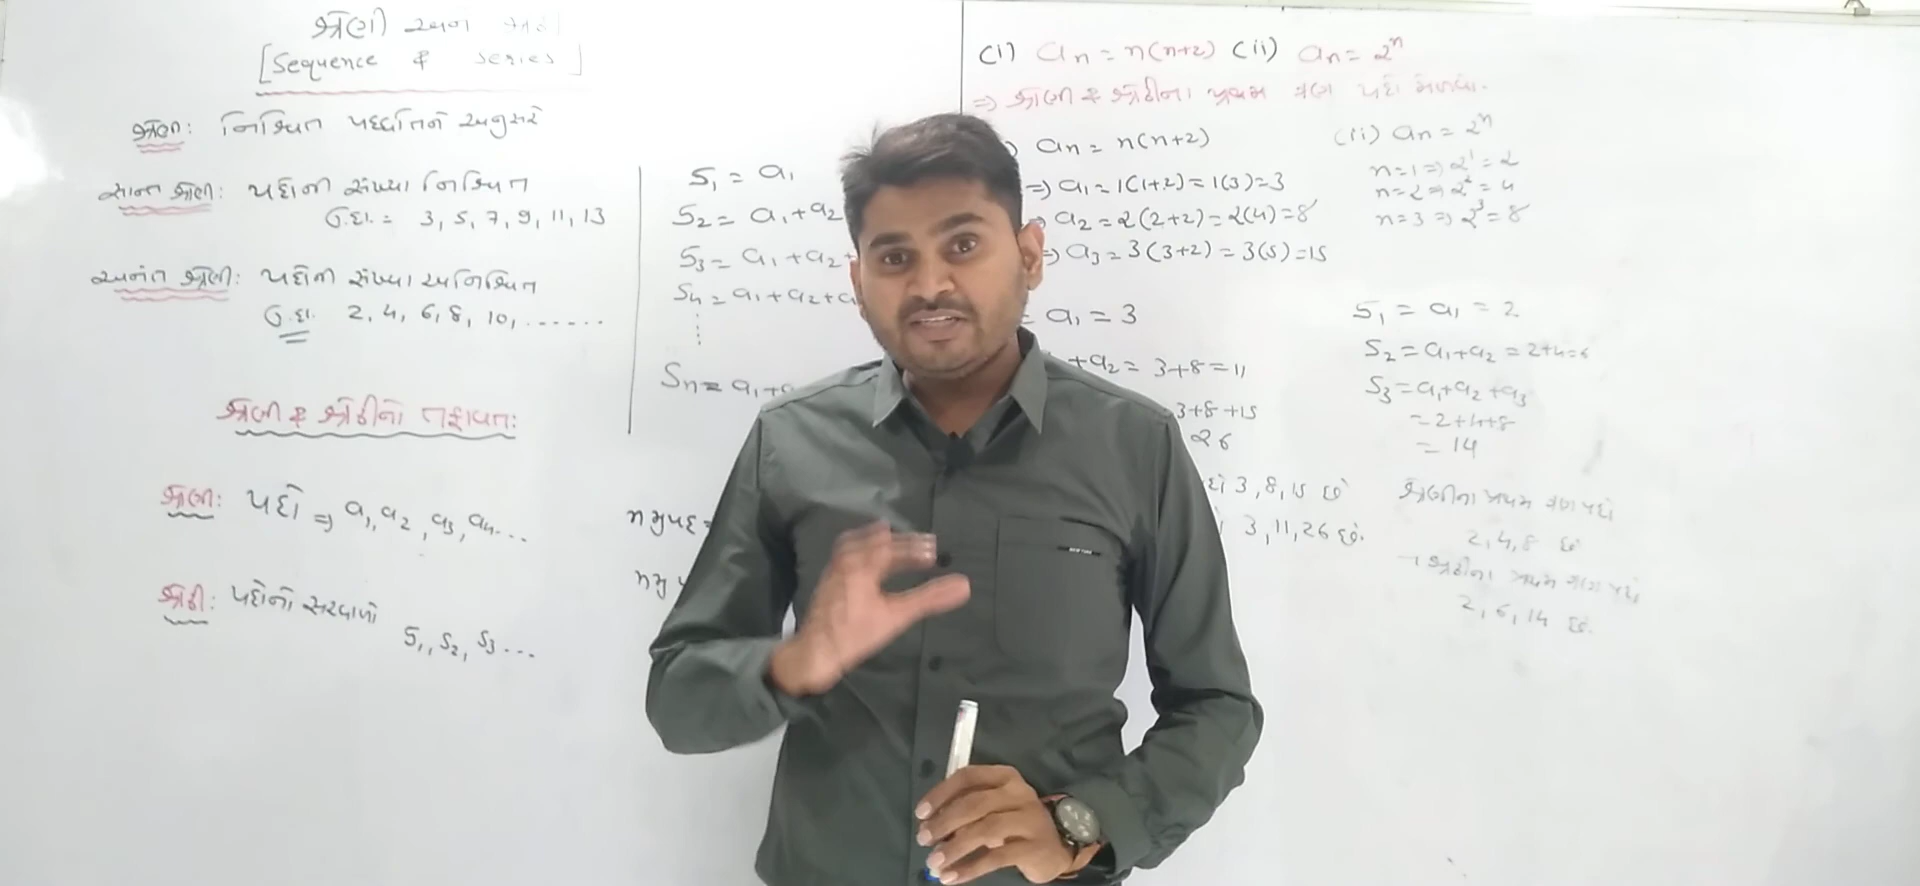 શ્રેણી અને
[Sequence & series]
શ્રેણી: નિશ્ચિત પદ્ધતિને અનુસરે
સાન્ત શ્રેણી: પદોની સંખ્યા નિશ્ચિત
ઉ.દા. = 3, 5, 7, 9, 11, 13
અનંત શ્રેણી: પદોની સંખ્યા અનિશ્ચિત
ઉ.દા. 2, 4, 6, 8, 10, ......
શ્રેણી & શ્રેઢીનો તફાવત:
શ્રેણી: પદો ⇒ a₁, a₂, a₃, a₄...
શ્રેઢી: પદોનો સરવાળો
S₁, S₂, S₃ ...
S₁ = a₁
S₂ = a₁+a₂
S₃ = a₁+a₂+
S₄ = a₁+a₂+a
Sn = a₁+a
nમુપદ =
nમુ
(i) an = n(n+2) (ii) an = 2ⁿ
⇒ શ્રેણી & શ્રેઢીના પ્રથમ ત્રણ પદો મેળવો.
an = n(n+2)
⇒ a₁ = 1(1+2) = 1(3) = 3
⇒ a₂ = 2(2+2) = 2(4) = 8
⇒ a₃ = 3(3+2) = 3(5) = 15
= a₁ = 3
+a₂ = 3+8 = 11
3+8+15
26
3, 8, 15 છે
3, 11, 26 છે.
(ii) an = 2ⁿ
n=1 ⇒ 2¹ = 2
n=2 ⇒ 2² = 4
n=3 ⇒ 2³ = 8
S₁ = a₁ = 2
S₂ = a₁+a₂ = 2+4=6
S₃ = a₁+a₂+a₃
= 2+4+8
= 14
શ્રેણીના પ્રથમ ત્રણ પદો
2, 4, 8 છે
શ્રેઢીના પ્રથમ ત્રણ પદો
2, 6, 14 છે.